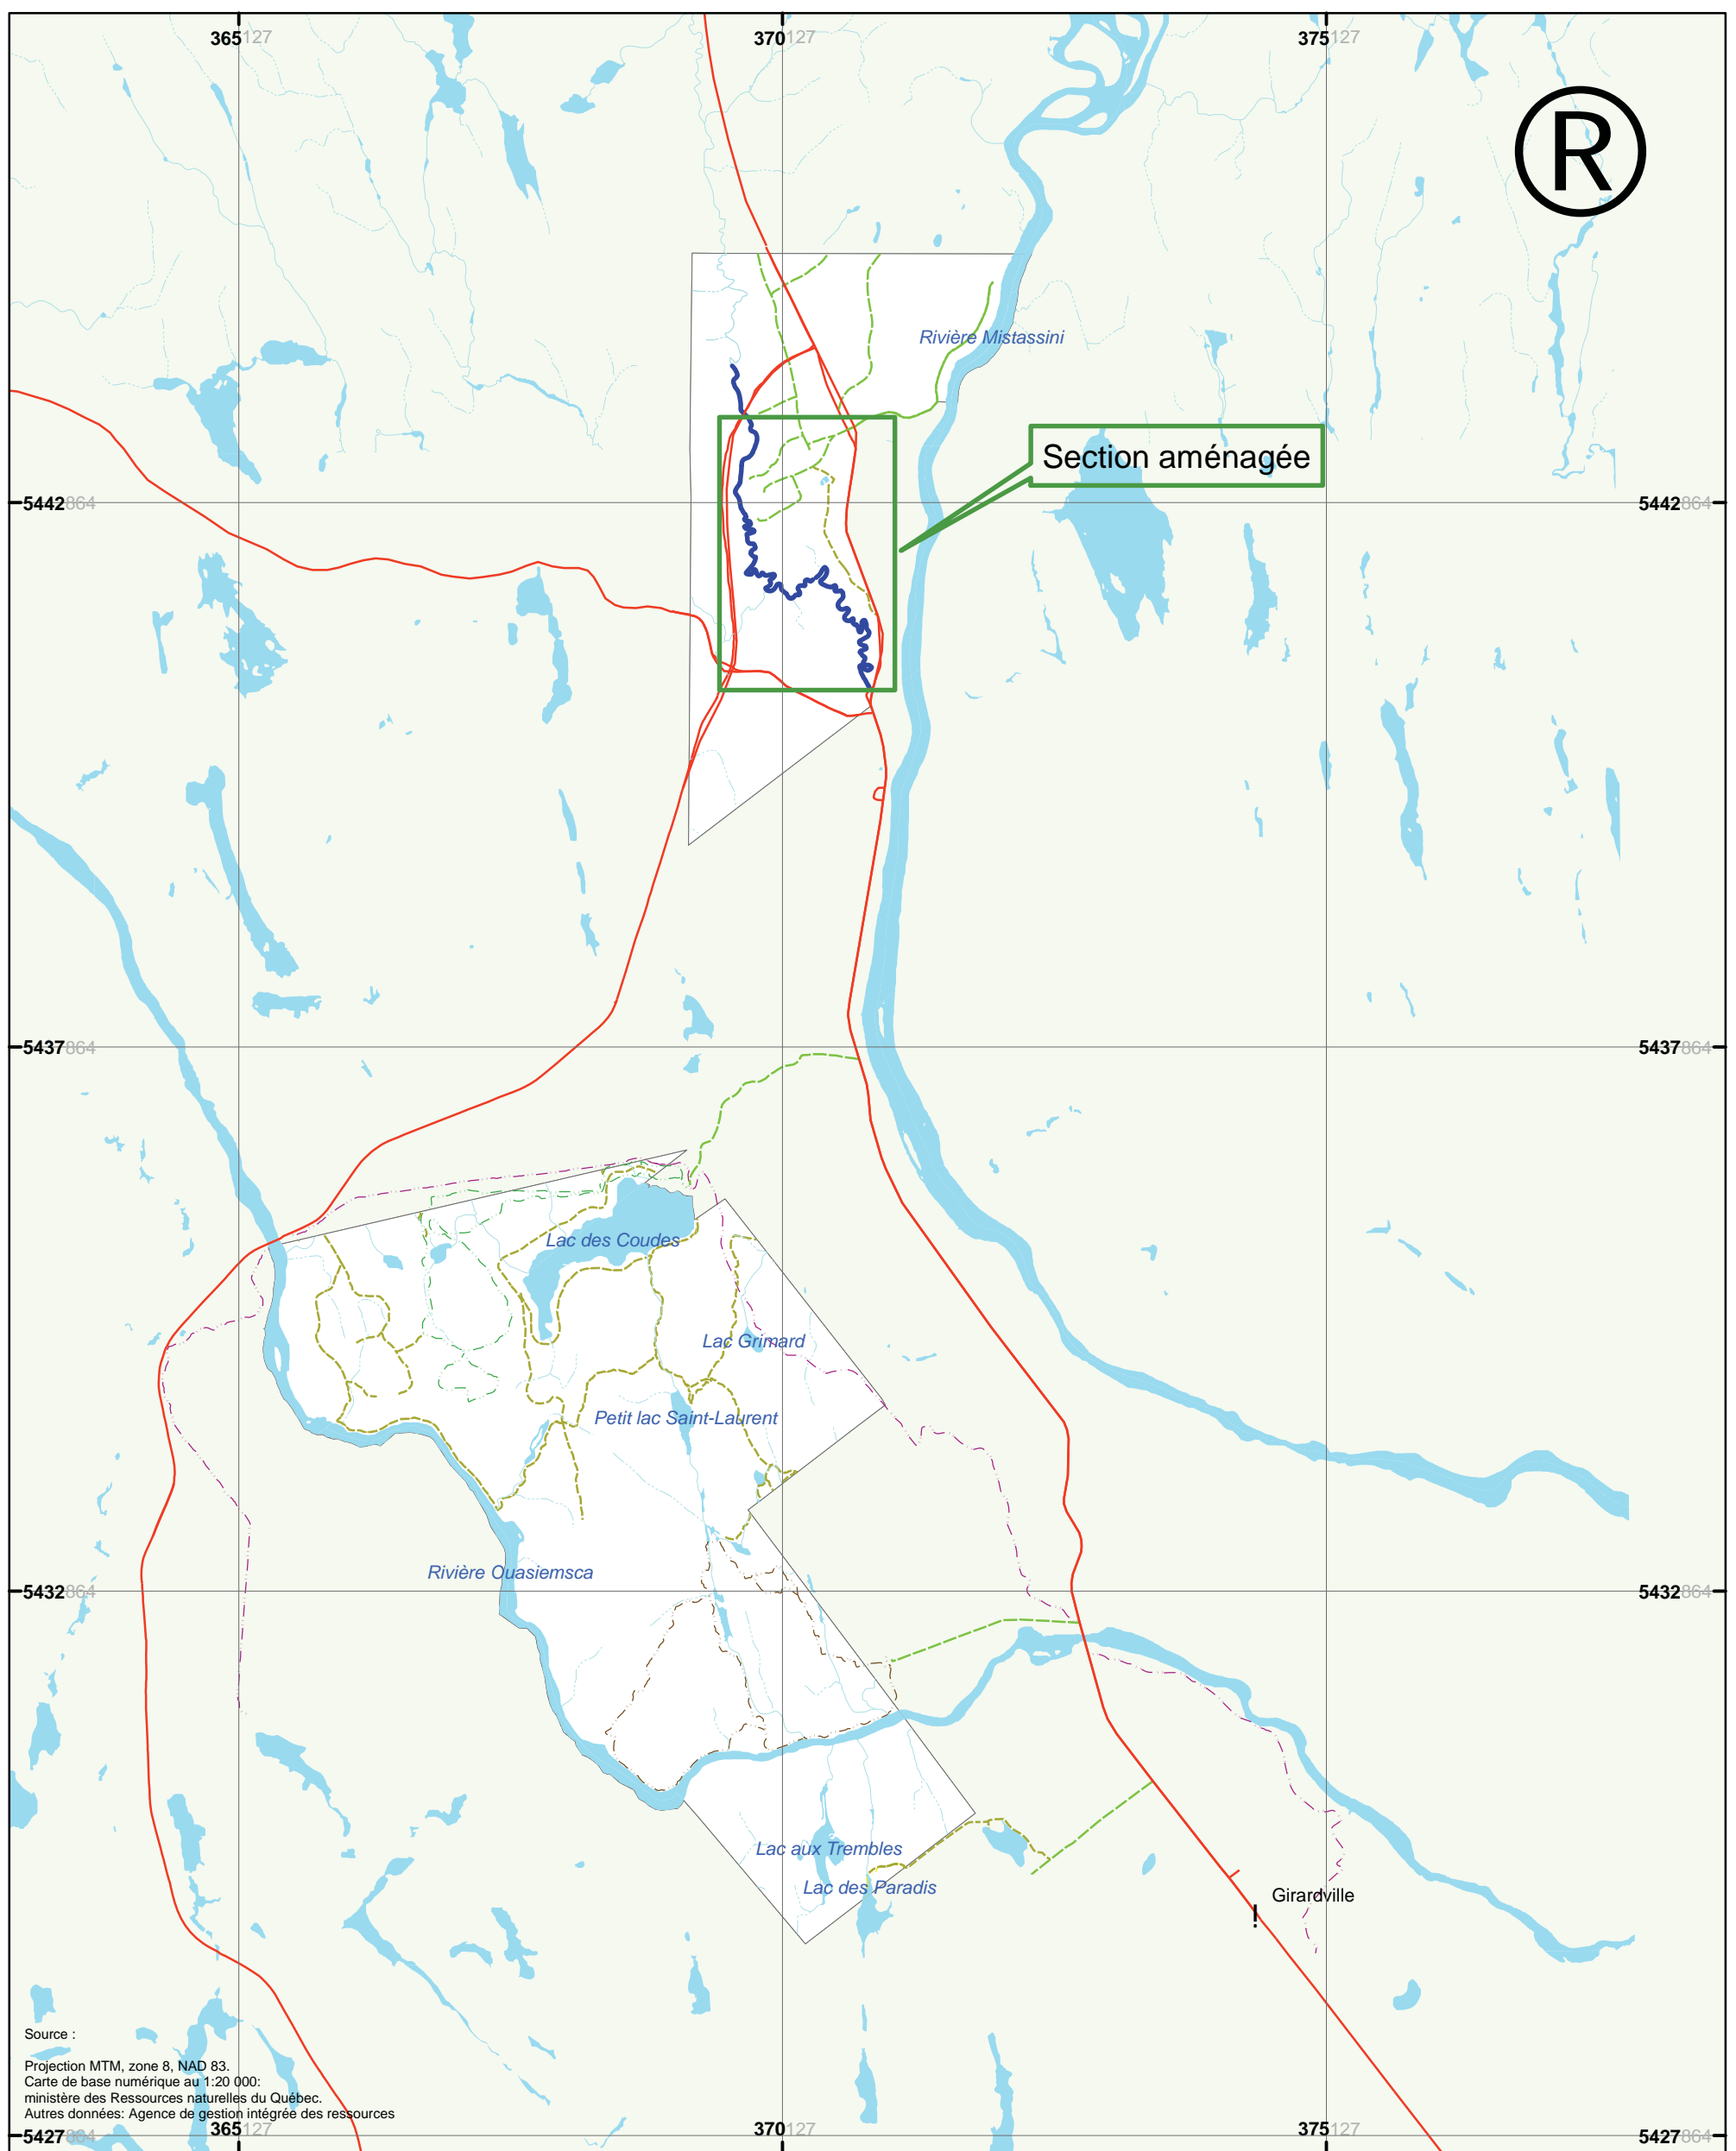 365127
370127
375127
®
Rivière Mistassini
Section aménagée
5442864
5442864
5437864
5437864
Lac des Coudes
Lac Grimard
Petit lac Saint-Laurent
Rivière Ouasiemsca
5432864
5432864
Lac aux Trembles
Lac des Paradis
Girardville
!
Source :
Projection MTM, zone 8, NAD 83.
Carte de base numérique au 1:20 000:
ministère des Ressources naturelles du Québec.
Autres données: Agence de gestion intégrée des ressources
365127
370127
375127
5427864
5427864